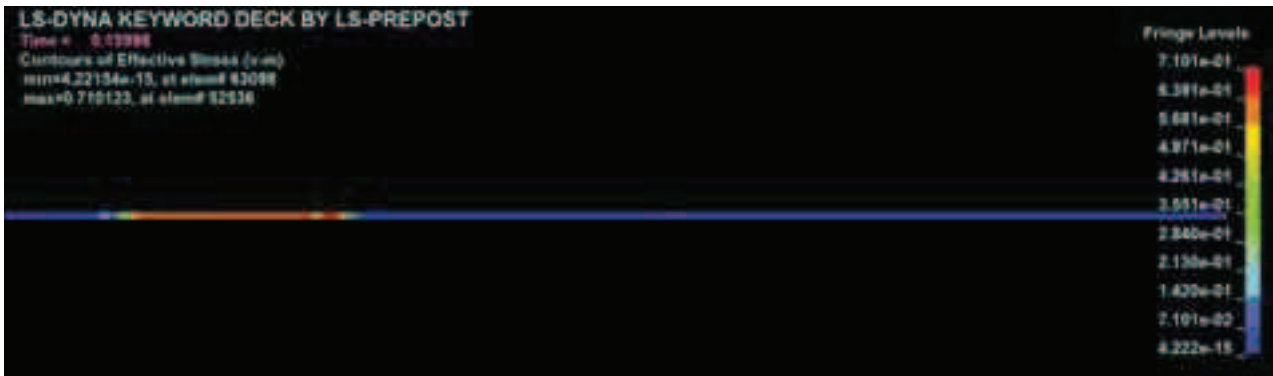 LS-DYNA KEYWORD DECK BY LS-PREPOST
Time =
Contours of Effective Stress (v-m)
min=4.22154e-15, at elem# 63098
max=0.710123, at elem# 52536
Fringe Levels
7.101e-01
6.391e-01
5.681e-01
4.971e-01
4.261e-01
3.551e-01
2.840e-01
2.130e-01
1.420e-01
7.101e-02
4.222e-15